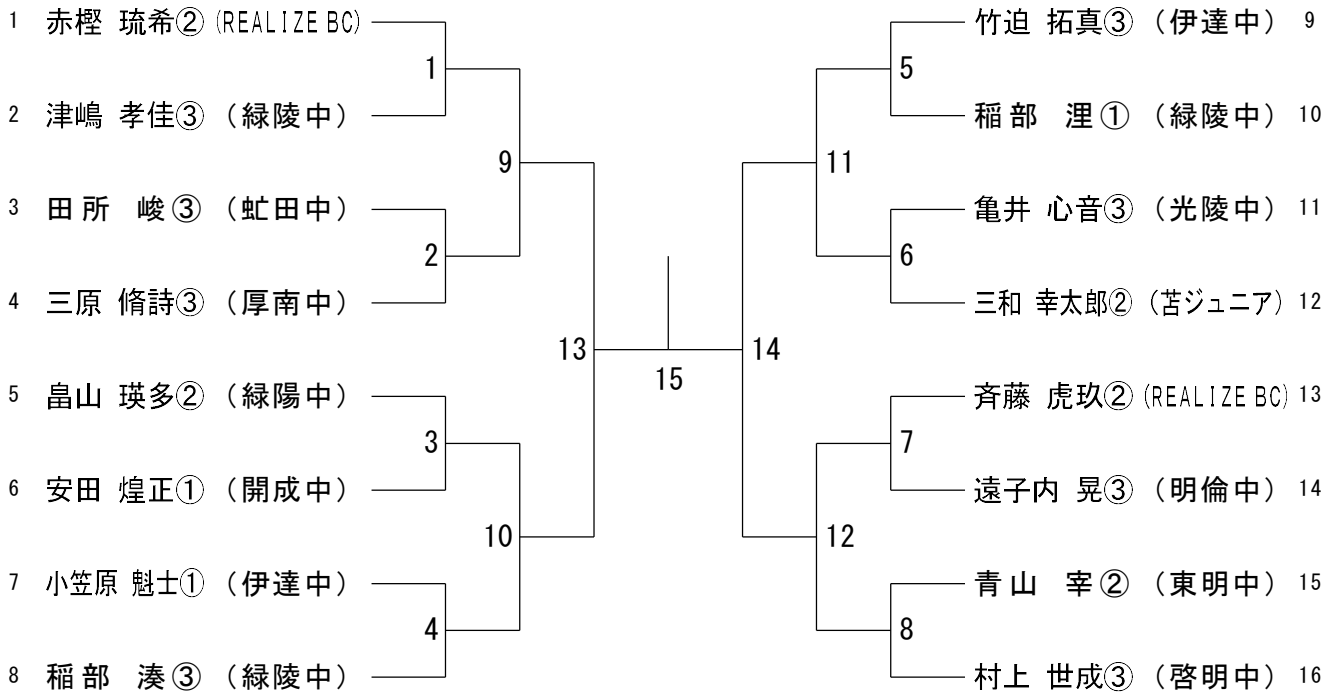 1 赤樫 琉希② (REALIZE BC)
1
2 津嶋 孝佳③ (緑陵中)
9
3 田所 峻③ (虻田中)
2
4 三原 脩詩③ (厚南中)
13
5 畠山 瑛多② (緑陽中)
3
6 安田 煌正① (開成中)
10
7 小笠原 魁士① (伊達中)
4
8 稲部 湊③ (緑陵中)
15
竹迫 拓真③ (伊達中) 9
5
稲部 浬① (緑陵中) 10
11
亀井 心音③ (光陵中) 11
6
三和 幸太郎② (苫ジュニア) 12
14
斉藤 虎玖② (REALIZE BC) 13
7
遠子内 晃③ (明倫中) 14
12
青山 宰② (東明中) 15
8
村上 世成③ (啓明中) 16